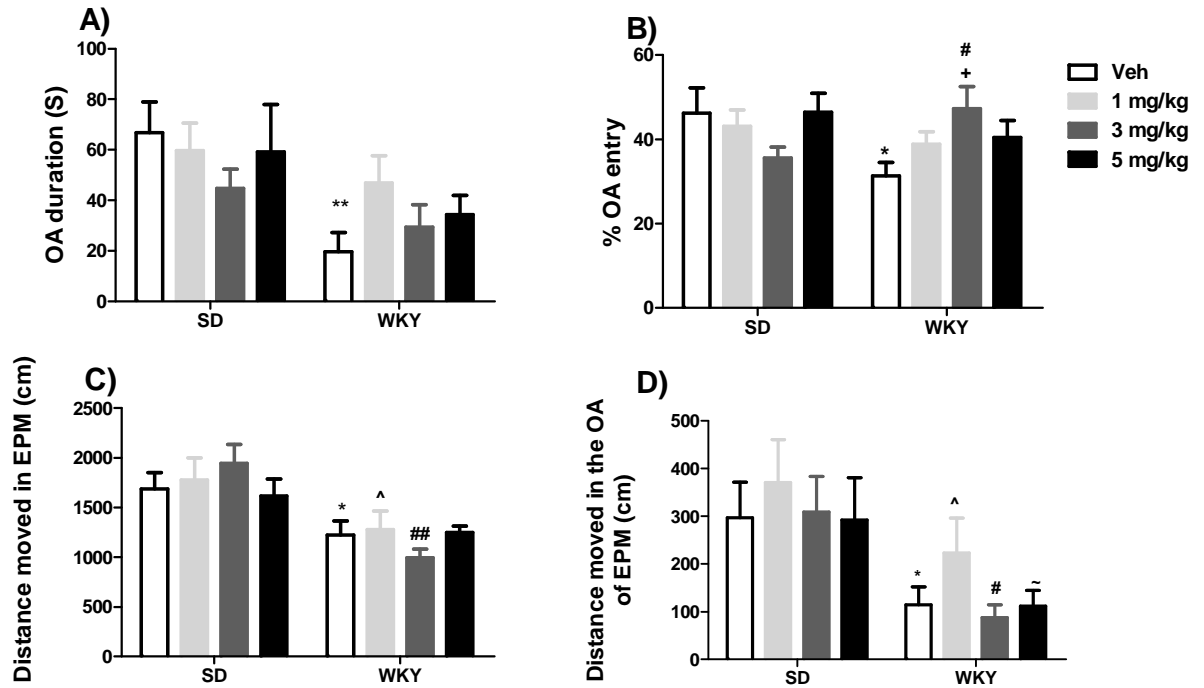 A)
OA duration (S)
100
80
60
40
20
0
**
SD
WKY
B)
% OA entry
60
40
20
0
*
#
+
SD
WKY
Veh
1 mg/kg
3 mg/kg
5 mg/kg
C)
Distance moved in EPM (cm)
2500
2000
1500
1000
500
0
*
^
##
SD
WKY
D)
Distance moved in the OA
of EPM (cm)
500
400
300
200
100
0
*
^
#
~
SD
WKY